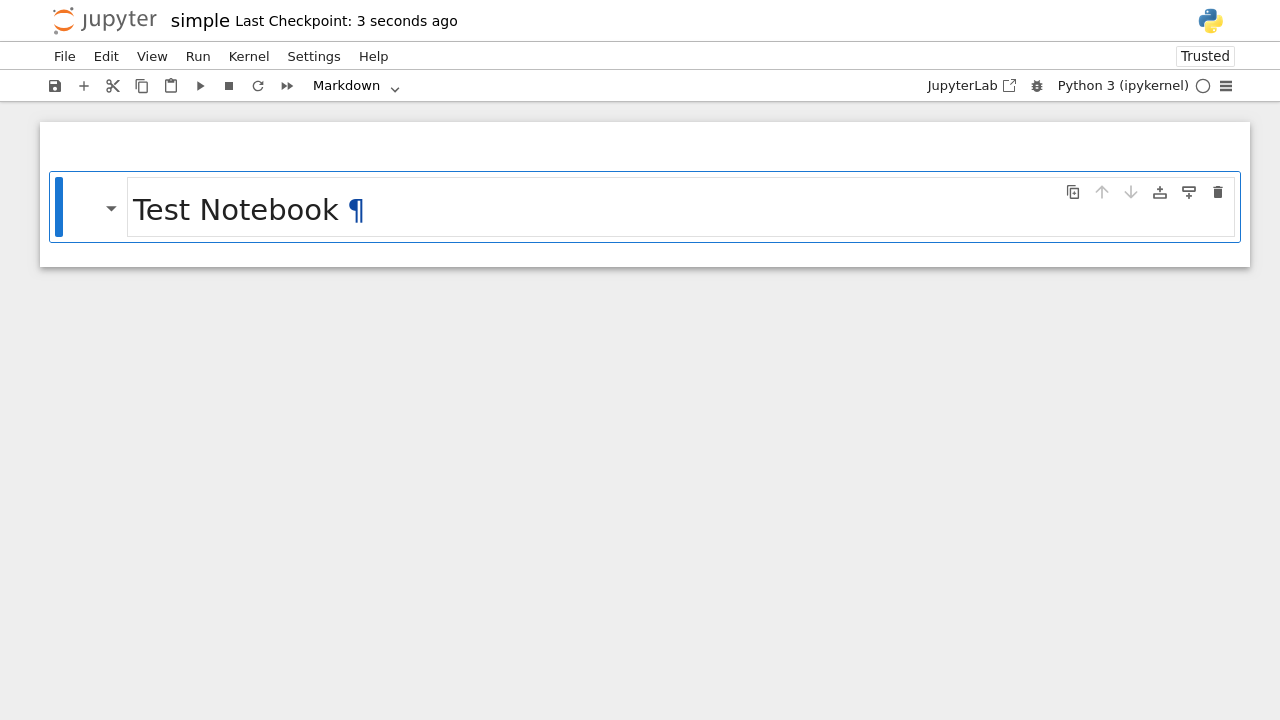 jupyter simple Last Checkpoint: 3 seconds ago
File Edit View Run Kernel Settings Help Trusted
Markdown JupyterLab Python 3 (ipykernel)
Test Notebook ¶